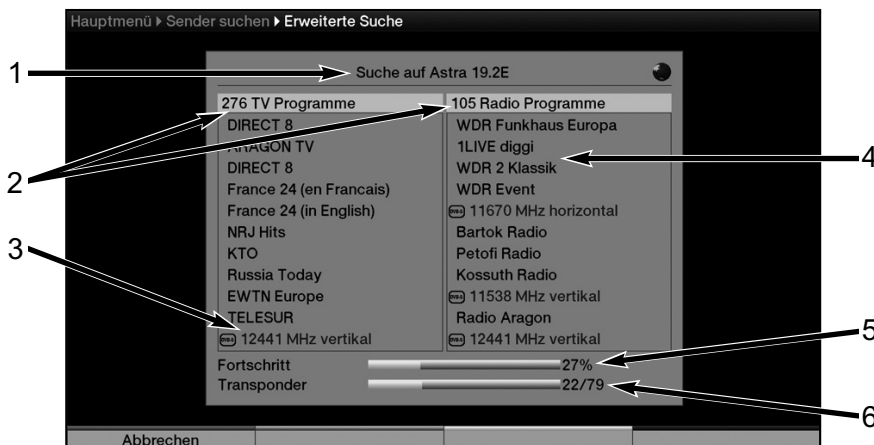 Hauptmenü Sender suchen Erweiterte Suche
1
Suche auf Astra 19.2E
276 TV Programme
DIRECT 8
ARAGON TV
DIRECT 8
France 24 (en Francais)
France 24 (in English)
NRJ Hits
KTO
Russia Today
EWTN Europe
TELESUR
DVB-S 12441 MHz vertikal
105 Radio Programme
WDR Funkhaus Europa
1LIVE diggi
WDR 2 Klassik
WDR Event
DVB-S 11670 MHz horizontal
Bartok Radio
Petofi Radio
Kossuth Radio
DVB-S 11538 MHz vertikal
Radio Aragon
DVB-S 12441 MHz vertikal
2
3
4
Fortschritt 27%
5
Transponder 22/79
6
Abbrechen